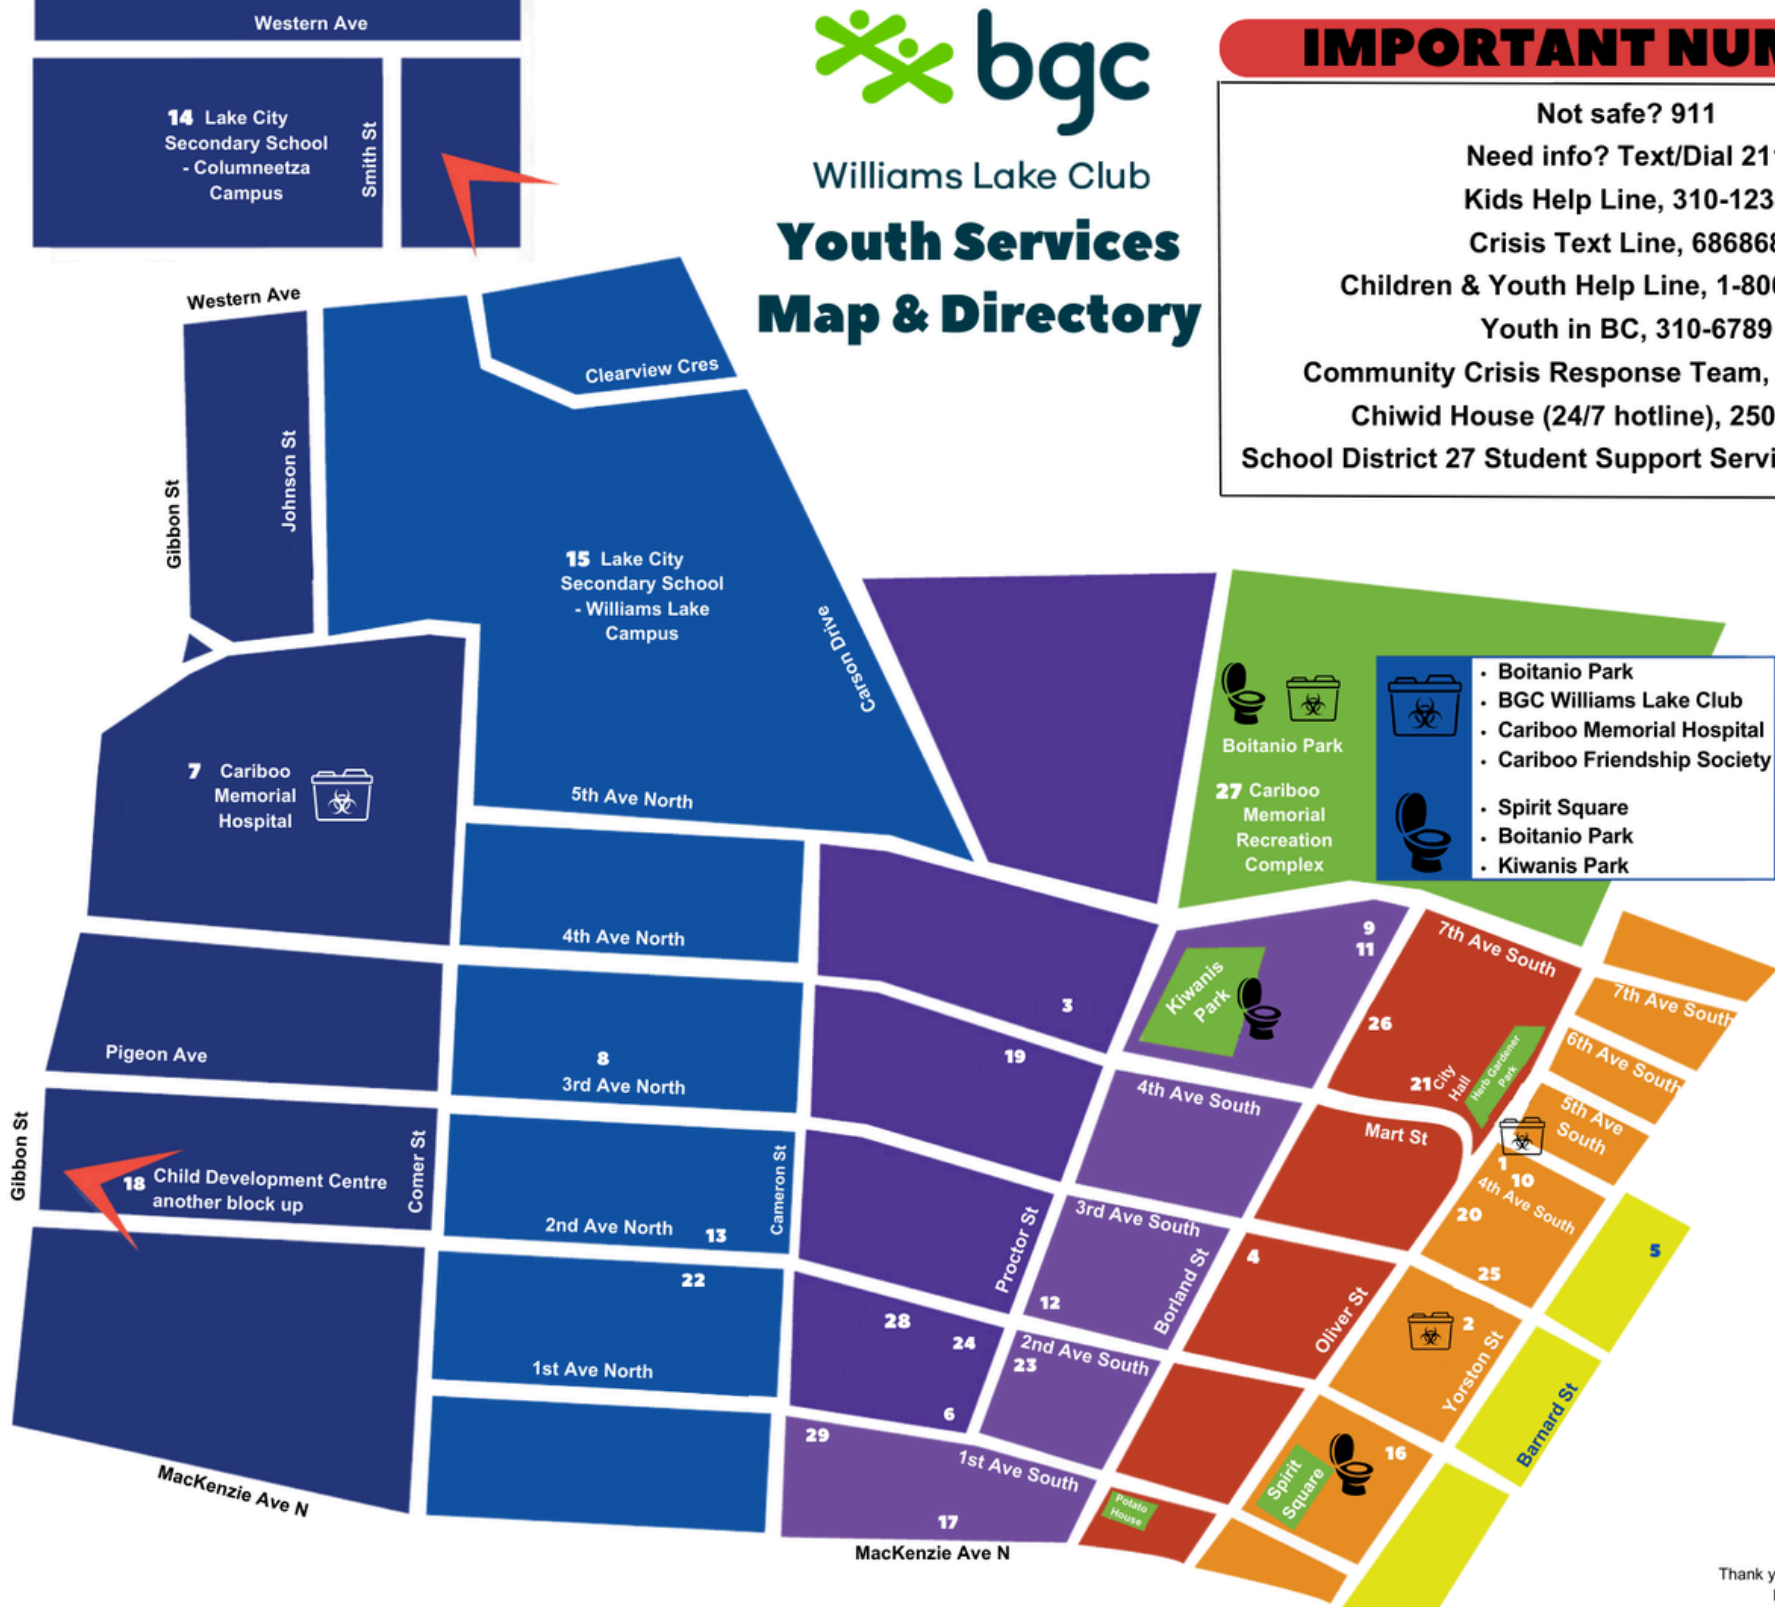 Western Ave
14 Lake City
Secondary School
- Columneetza
Campus
Smith St
bgc
Williams Lake Club
Youth Services
Map & Directory
IMPORTANT
Not safe? 911
Need info? Text/Dial
Kids Help Line,
Crisis Text Line, 686868
Children & Youth Help Line,
Youth in BC, 310-6789
Community Crisis Response Team,
Chiwid House (24/7 hotline),
School District 27 Student Support
Western Ave
Clearview Cres
Gibbon St
Johnson St
15 Lake City
Secondary School
- Williams Lake
Campus
Carson Drive
Boitanio Park
27 Cariboo
Memorial
Recreation
Complex
· Boitanio Park
· BGC Williams Lake Club
· Cariboo Memorial Hospital
· Cariboo Friendship Society
· Spirit Square
· Boitanio Park
· Kiwanis Park
7 Cariboo
Memorial
Hospital
5th Ave North
4th Ave North
9
11
7th Ave South
Kiwanis
Park
3
26
7th Ave South
6th Ave South
Pigeon Ave
8
3rd Ave North
19
21 City
Hall
Herb Gardener
Park
4th Ave South
Mart St
5th Ave
South
Gibbon St
18 Child Development Centre
another block up
Comer St
Cameron St
1
10
4th Ave South
20
25
5
2nd Ave North
13
3rd Ave South
Proctor St
Borland St
4
22
12
28
24
2nd Ave South
23
Oliver St
2
Yorston St
1st Ave North
6
29
1st Ave South
16
Spirit
Square
Barnard St
MacKenzie Ave N
17
Potato
House
MacKenzie Ave N
Thank